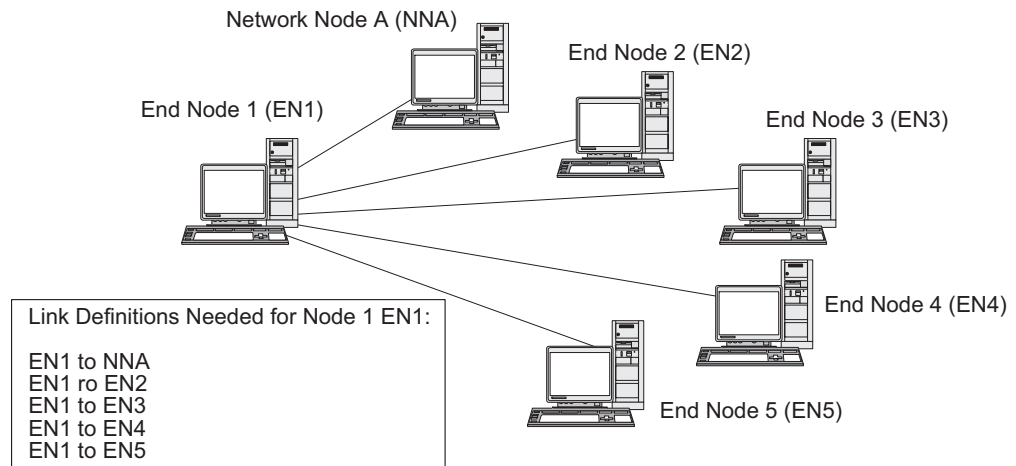 Network Node A (NNA)
End Node 2 (EN2)
End Node 1 (EN1)
End Node 3 (EN3)
End Node 4 (EN4)
End Node 5 (EN5)
Link Definitions Needed for Node 1 EN1:
EN1 to NNA
EN1 ro EN2
EN1 to EN3
EN1 to EN4
EN1 to EN5